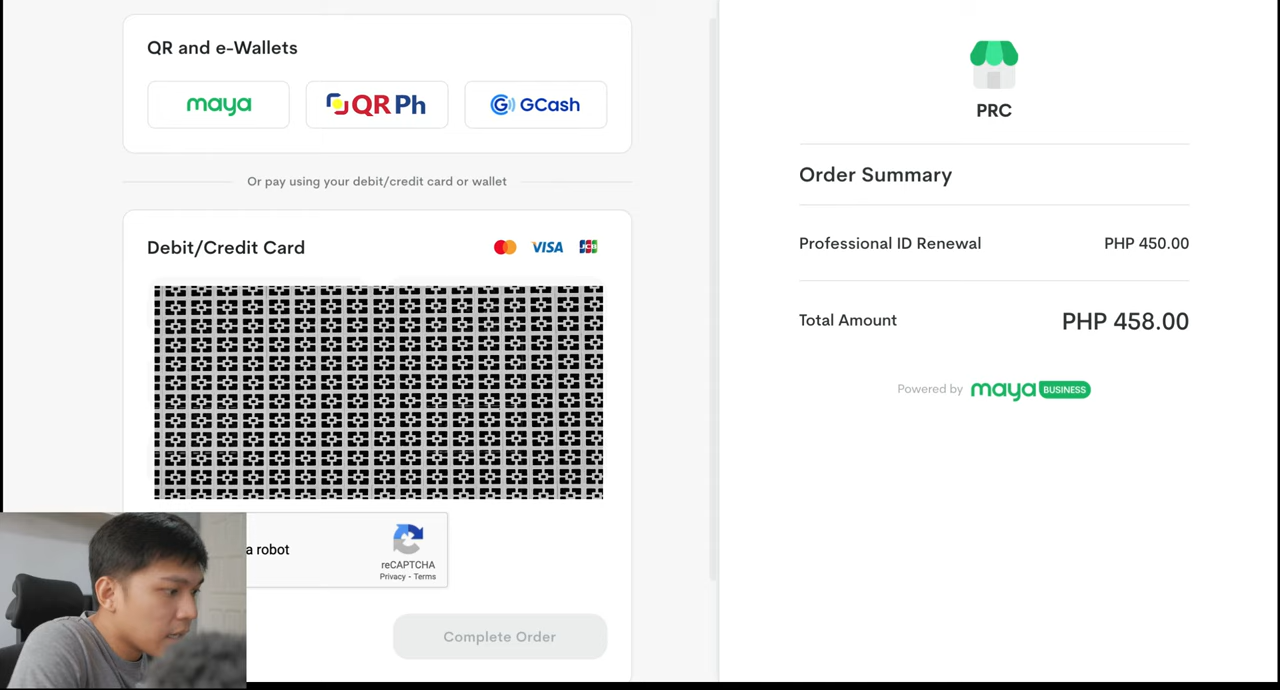 QR and e-Wallets
maya
QR Ph
GCash
Or pay using your debit/credit card or wallet
Debit/Credit Card
VISA
JCB
a robot
reCAPTCHA
Privacy - Terms
Complete Order
PRC
Order Summary
Professional ID Renewal PHP 450.00
Total Amount PHP 458.00
Powered by maya BUSINESS